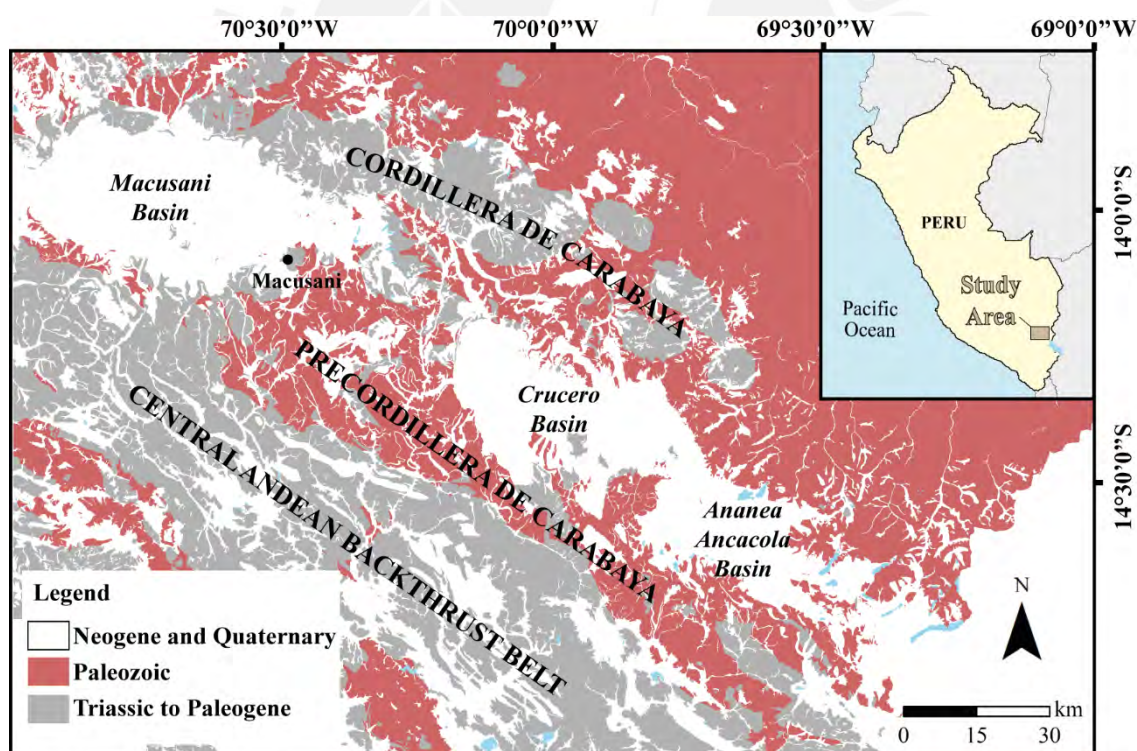 70°30'0"W
70°0'0"W
69°30'0"W
69°0'0"W
Macusani
Basin
CORDILLERA DE CARABAYA
Macusani
PRECORDILLERA DE CARABAYA
Crucero
Basin
CENTRAL ANDEAN BACKTHRUST BELT
Ananea
Ancacola
Basin
PERU
Study
Area
Pacific
Ocean
14°0'0"S
14°30'0"S
Legend
Neogene and Quaternary
Paleozoic
Triassic to Paleogene
N
km
0 15 30